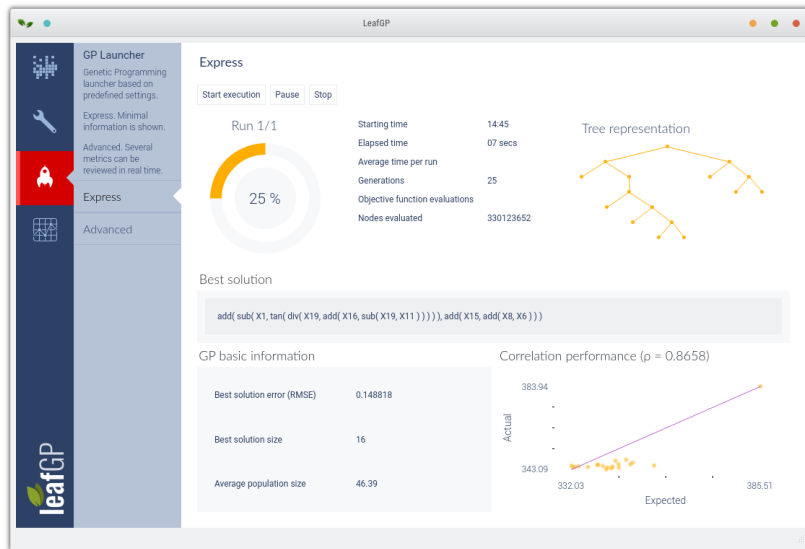 LeafGP
GP Launcher
Genetic Programming
launcher based on
predefined settings.
Express. Minimal
information is shown.
Advanced. Several
metrics can be
reviewed in real time.
Express
Advanced
leafGP
Express
Start execution Pause Stop
Run 1/1
25 %
Starting time 14:45
Elapsed time 07 secs
Average time per run
Generations 25
Objective function evaluations
Nodes evaluated 330123652
Tree representation
Best solution
add( sub( X1, tan( div( X19, add( X16, sub( X19, X11 ) ) ) ) ), add( X15, add( X8, X6 ) ) )
GP basic information
Best solution error (RMSE) 0.148818
Best solution size 16
Average population size 46.39
Correlation performance (ρ = 0.8658)
383.94
Actual
343.09
332.03 385.51
Expected